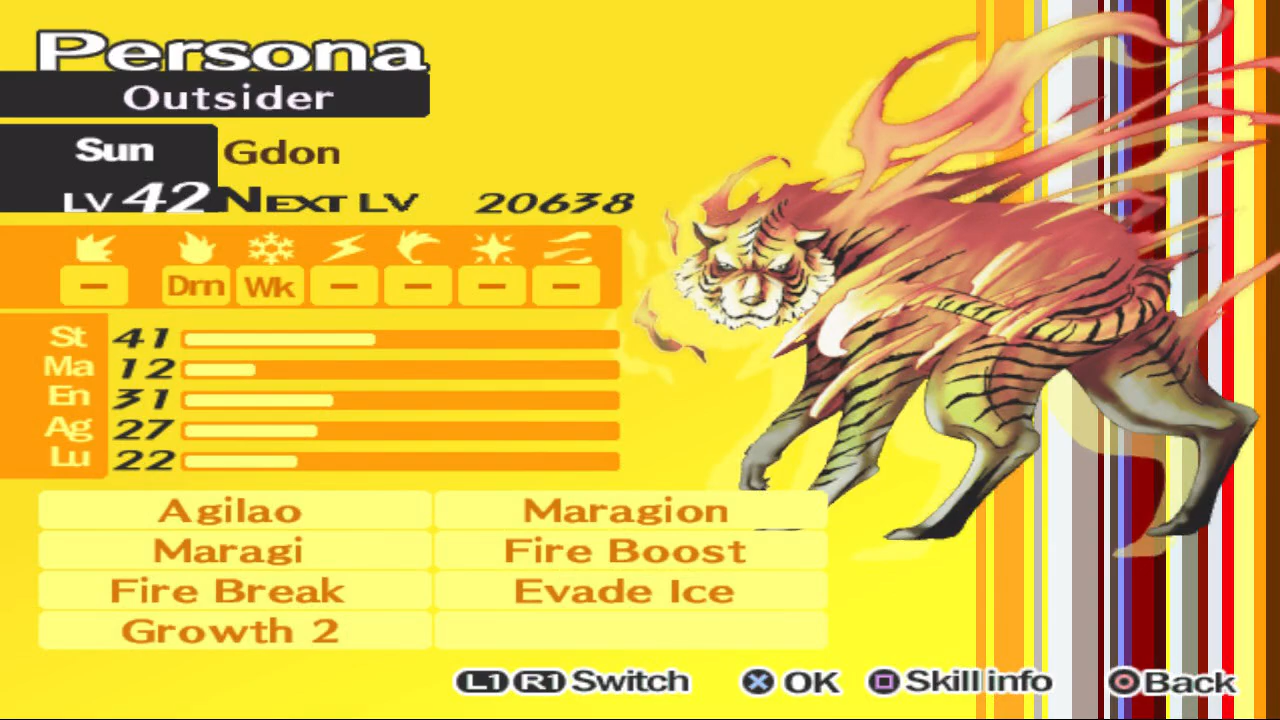 Persona
Outsider
Sun Gdon
LV 42 NEXT LV 20638
- Drn Wk - - - -
St 41
Ma 12
En 31
Ag 27
Lu 22
Agilao Maragion
Maragi Fire Boost
Fire Break Evade Ice
Growth 2
L1 R1 Switch OK Skill info Back